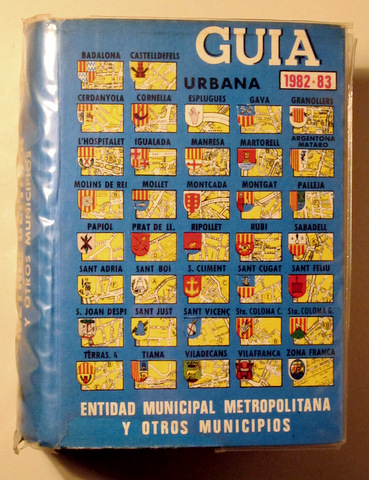 GUIA
URBANA 1982-83
BADALONA CASTELLDEFELS
CERDANYOLA CORNELLA ESPLUGUES GAVA GRANOLLERS
L'HOSPITALET IGUALADA MANRESA MARTORELL ARGENTONA MATARO
MOLINS DE REI MOLLET MONTCADA MONTGAT PALLEJA
PAPIOL PRAT DE LL. RIPOLLET RUBI SABADELL
SANT ADRIA SANT BOI S. CLIMENT SANT CUGAT SANT FELIU
S. JOAN DESPI SANT JUST SANT VICENÇ Sta. COLOMA C. Sta. COLOMA G.
TERRAS. A TIANA VILADECANS VILAFRANCA ZONA FRANCA
ENTIDAD MUNICIPAL METROPOLITANA
Y OTROS MUNICIPIOS
Y OTROS MUNICIPIOS